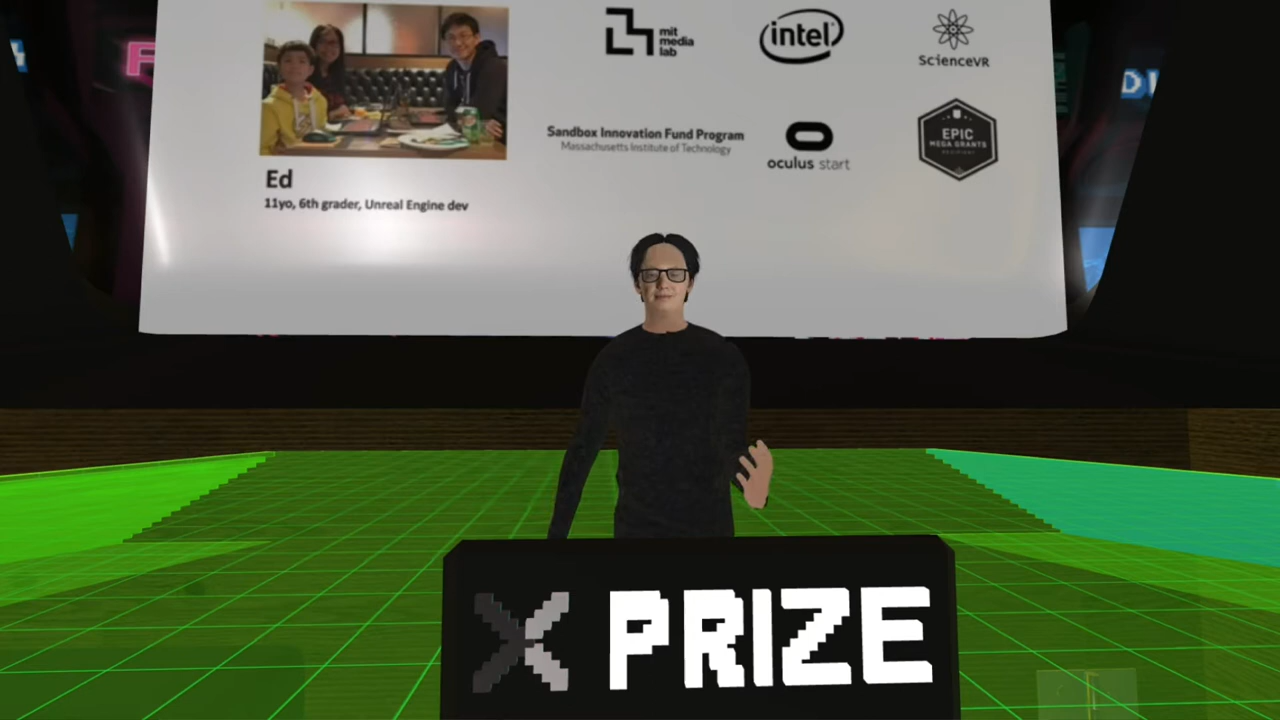 mit
media
lab
intel
ScienceVR
Sandbox Innovation Fund Program
Massachusetts Institute of Technology
oculus start
EPIC
MEGA GRANTS
RECIPIENT
Ed
11yo, 6th grader, Unreal Engine dev
X PRIZE